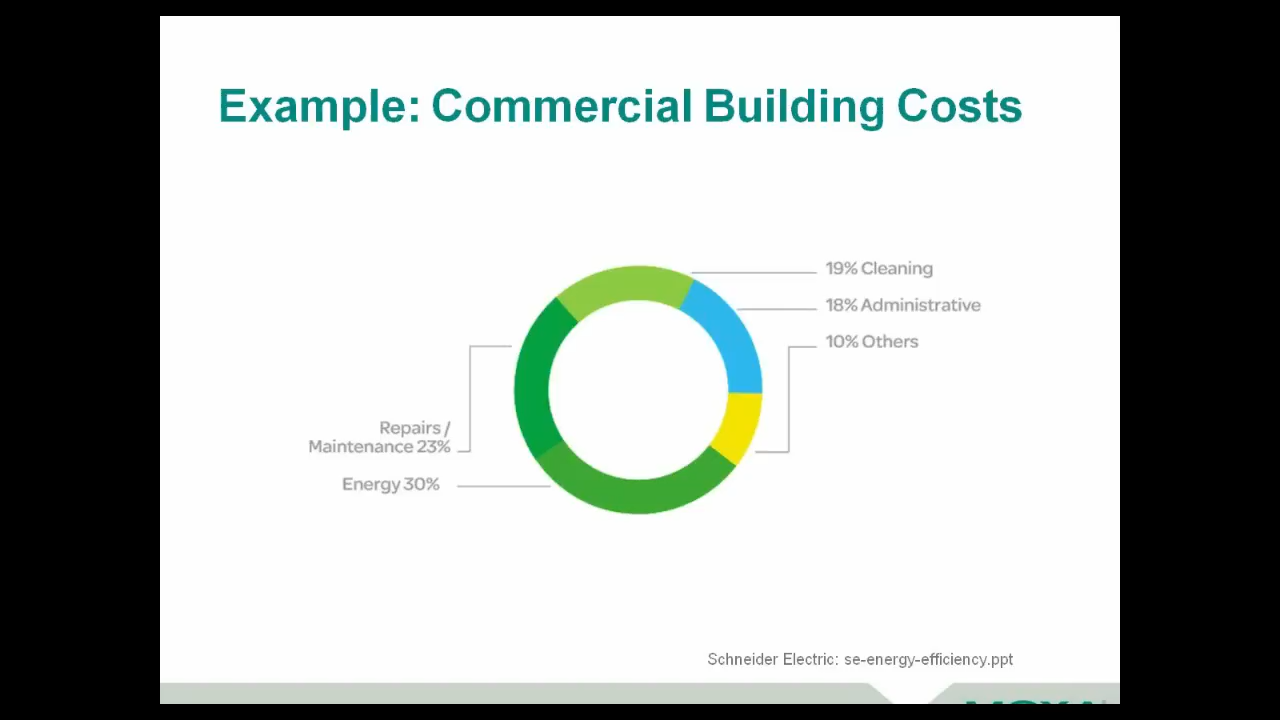 Example: Commercial Building Costs
19% Cleaning
18% Administrative
10% Others
Repairs /
Maintenance 23%
Energy 30%
Schneider Electric: se-energy-efficiency.ppt